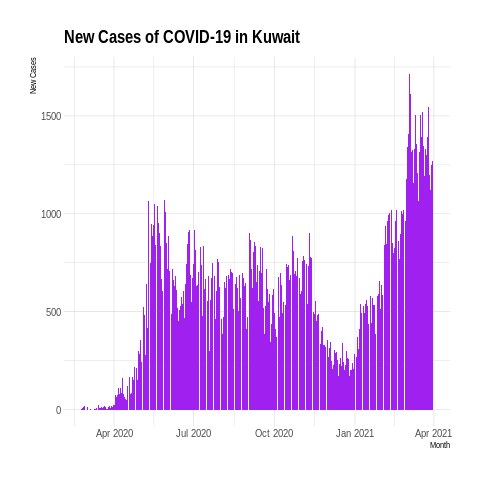 New Cases of COVID-19 in Kuwait
New Cases
1500
1000
500
0
Apr 2020
Jul 2020
Oct 2020
Jan 2021
Apr 2021
Month